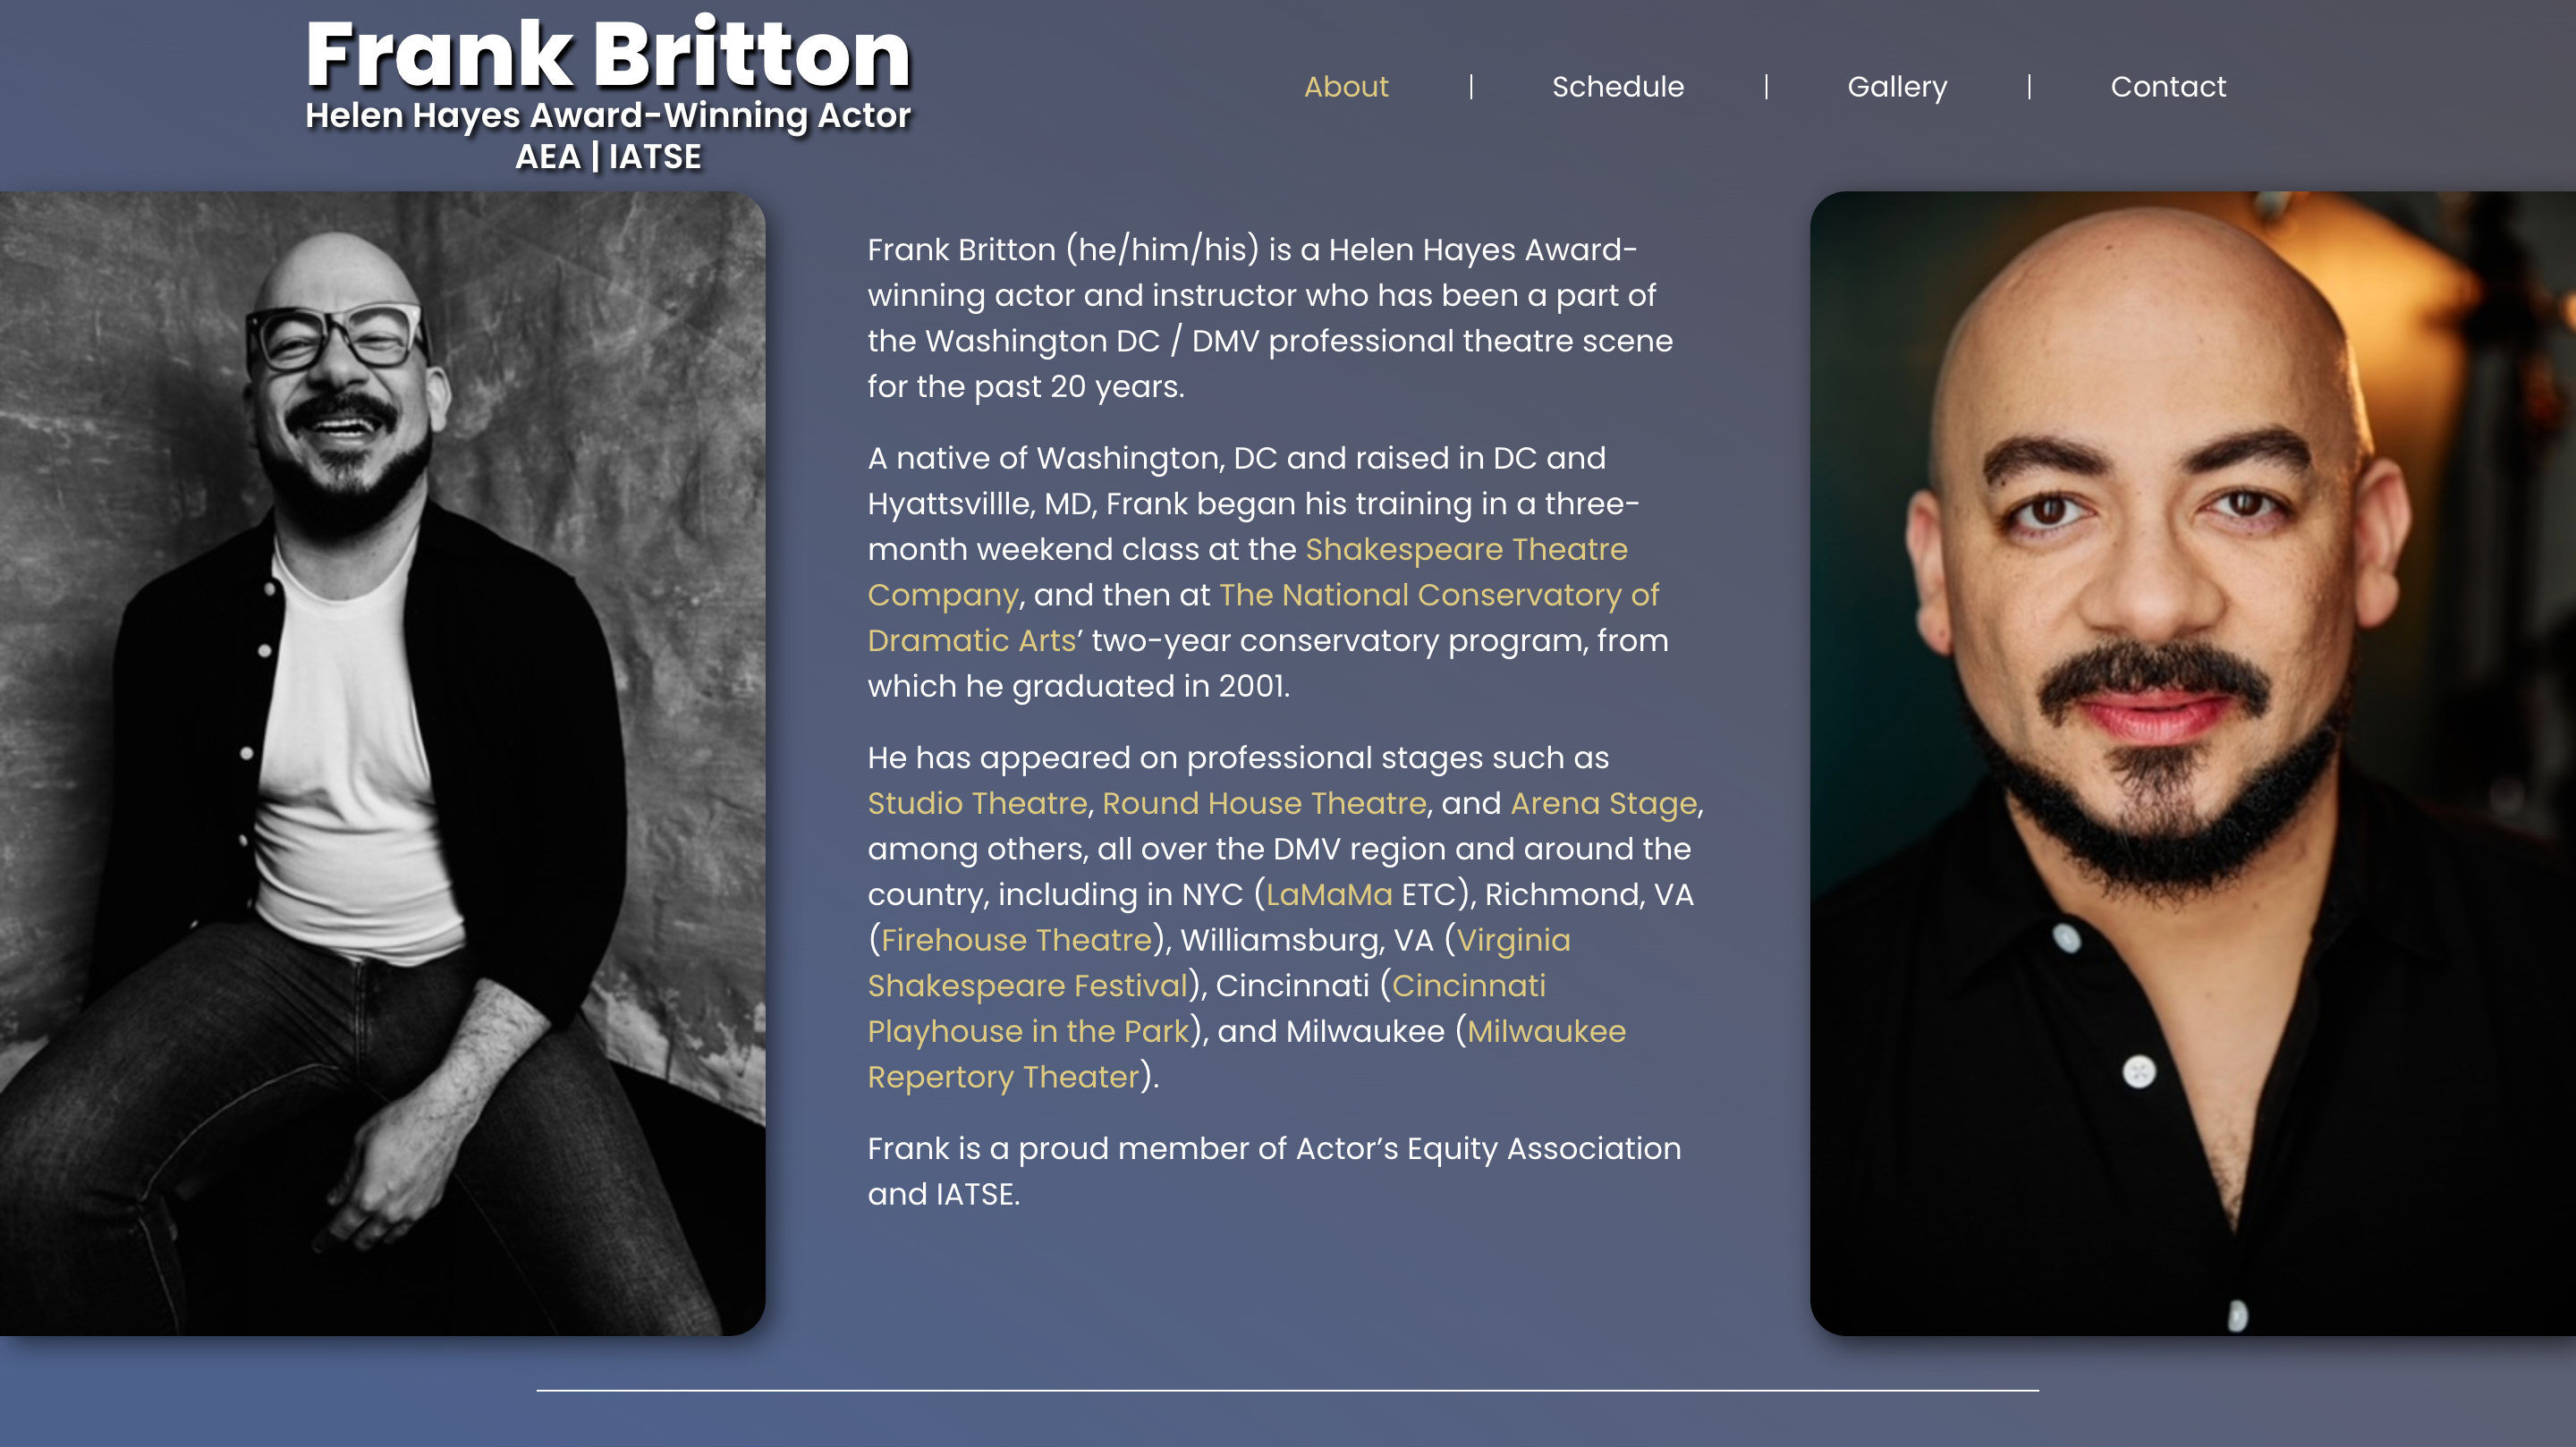 Frank Britton
Helen Hayes Award-Winning Actor
AEA | IATSE
About | Schedule | Gallery | Contact
Frank Britton (he/him/his) is a Helen Hayes Award-
winning actor and instructor who has been a part of
the Washington DC / DMV professional theatre scene
for the past 20 years.
A native of Washington, DC and raised in DC and
Hyattsvillle, MD, Frank began his training in a three-
month weekend class at the Shakespeare Theatre
Company, and then at The National Conservatory of
Dramatic Arts’ two-year conservatory program, from
which he graduated in 2001.
He has appeared on professional stages such as
Studio Theatre, Round House Theatre, and Arena Stage,
among others, all over the DMV region and around the
country, including in NYC (LaMaMa ETC), Richmond, VA
(Firehouse Theatre), Williamsburg, VA (Virginia
Shakespeare Festival), Cincinnati (Cincinnati
Playhouse in the Park), and Milwaukee (Milwaukee
Repertory Theater).
Frank is a proud member of Actor’s Equity Association
and IATSE.